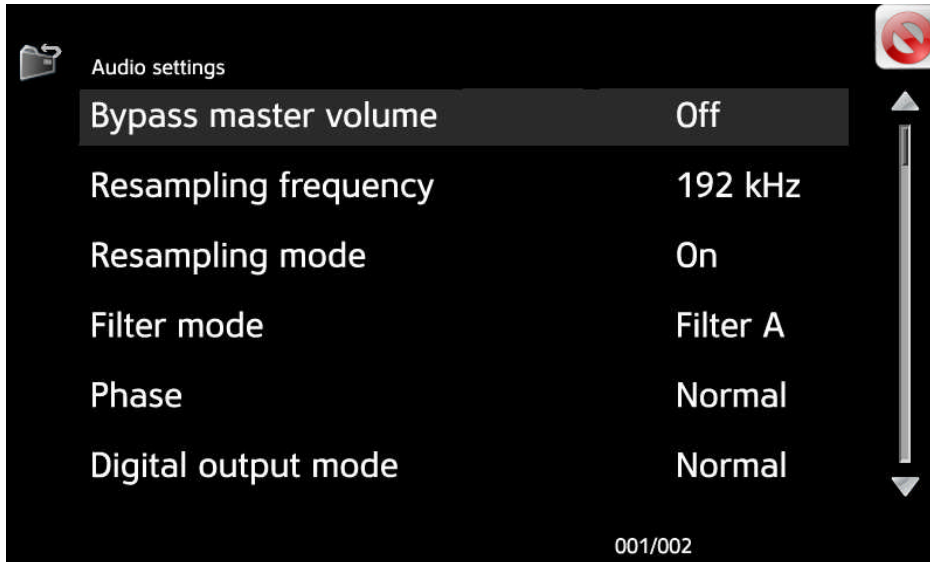 Audio settings
Bypass master volume Off
Resampling frequency 192 kHz
Resampling mode On
Filter mode Filter A
Phase Normal
Digital output mode Normal
001/002